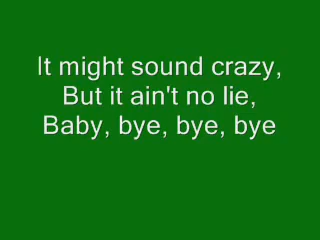 It might sound crazy,
But it ain't no lie,
Baby, bye, bye, bye